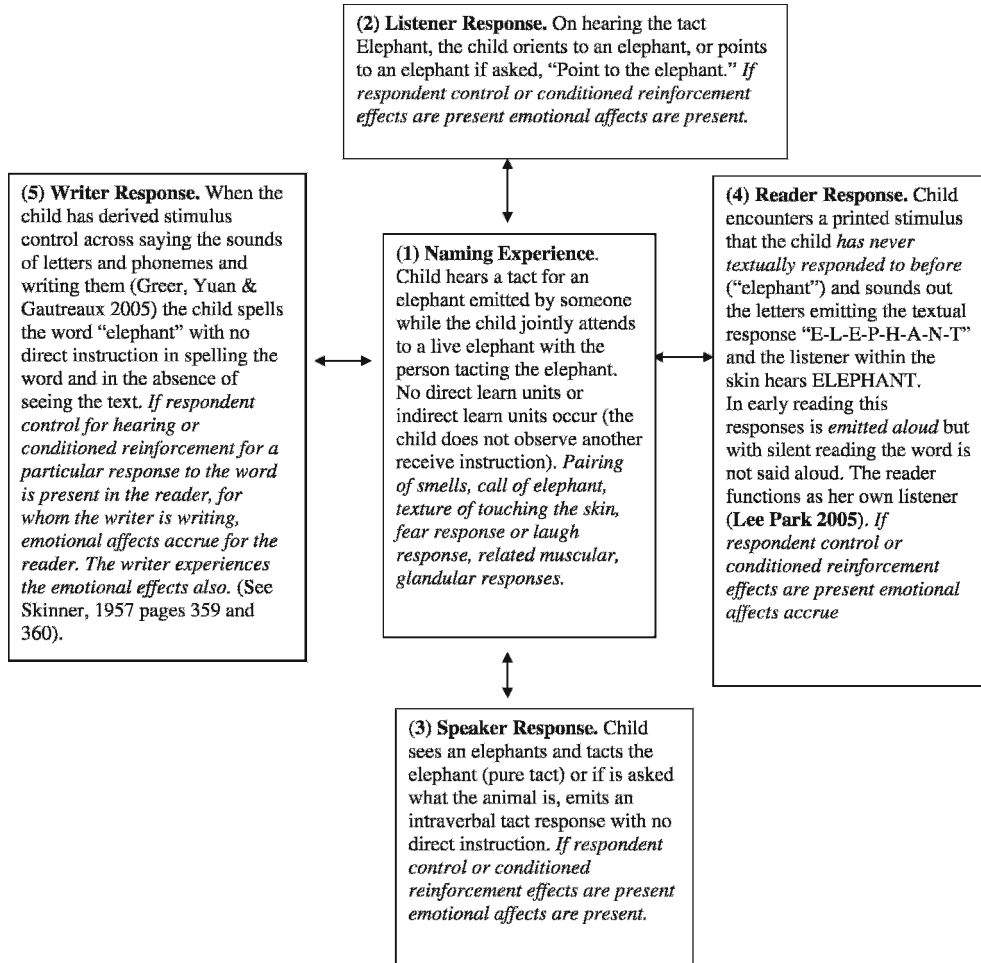 (2) Listener Response. On hearing the tact
Elephant, the child orients to an elephant, or points
to an elephant if asked, “Point to the elephant.” If
respondent control or conditioned reinforcement
effects are present emotional affects are present.
(5) Writer Response. When the
child has derived stimulus
control across saying the sounds
of letters and phonemes and
writing them (Greer, Yuan &
Gautreaux 2005) the child spells
the word “elephant” with no
direct instruction in spelling the
word and in the absence of
seeing the text. If respondent
control for hearing or
conditioned reinforcement for a
particular response to the word
is present in the reader, for
whom the writer is writing,
emotional affects accrue for the
reader. The writer experiences
the emotional effects also. (See
Skinner, 1957 pages 359 and
360).
(1) Naming Experience.
Child hears a tact for an
elephant emitted by someone
while the child jointly attends
to a live elephant with the
person tacting the elephant.
No direct learn units or
indirect learn units occur (the
child does not observe another
receive instruction). Pairing
of smells, call of elephant,
texture of touching the skin,
fear response or laugh
response, related muscular,
glandular responses.
(4) Reader Response. Child
encounters a printed stimulus
that the child has never
textually responded to before
(“elephant”) and sounds out
the letters emitting the textual
response “E-L-E-P-H-A-N-T”
and the listener within the
skin hears ELEPHANT.
In early reading this
responses is emitted aloud but
with silent reading the word is
not said aloud. The reader
functions as her own listener
(Lee Park 2005). If
respondent control or
conditioned reinforcement
effects are present emotional
affects accrue
(3) Speaker Response. Child
sees an elephants and tacts the
elephant (pure tact) or if is asked
what the animal is, emits an
intraverbal tact response with no
direct instruction. If respondent
control or conditioned
reinforcement effects are present
emotional affects are present.